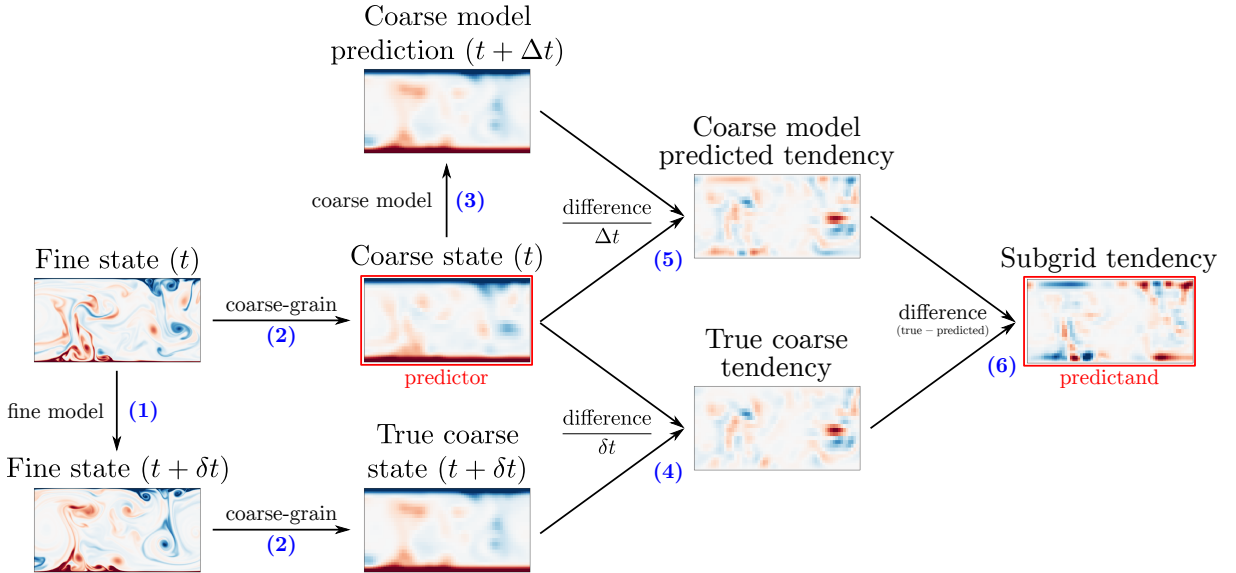 Coarse model
prediction (t + Δt)
coarse model
(3)
Fine state (t)
coarse-grain
(2)
Coarse state (t)
predictor
fine model
(1)
Fine state (t + δt)
coarse-grain
(2)
True coarse
state (t + δt)
difference
Δt
(5)
difference
δt
(4)
Coarse model
predicted tendency
True coarse
tendency
difference
(true − predicted)
(6)
Subgrid tendency
predictand